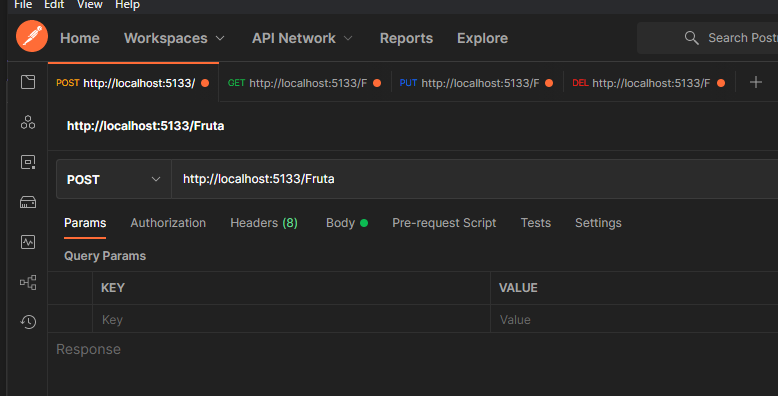 File Edit View Help
Home Workspaces API Network Reports Explore Search Post
POST http://localhost:5133/ GET http://localhost:5133/F PUT http://localhost:5133/F DEL http://localhost:5133/F
http://localhost:5133/Fruta
POST http://localhost:5133/Fruta
Params Authorization Headers (8) Body Pre-request Script Tests Settings
Query Params
KEY VALUE
Key Value
Response